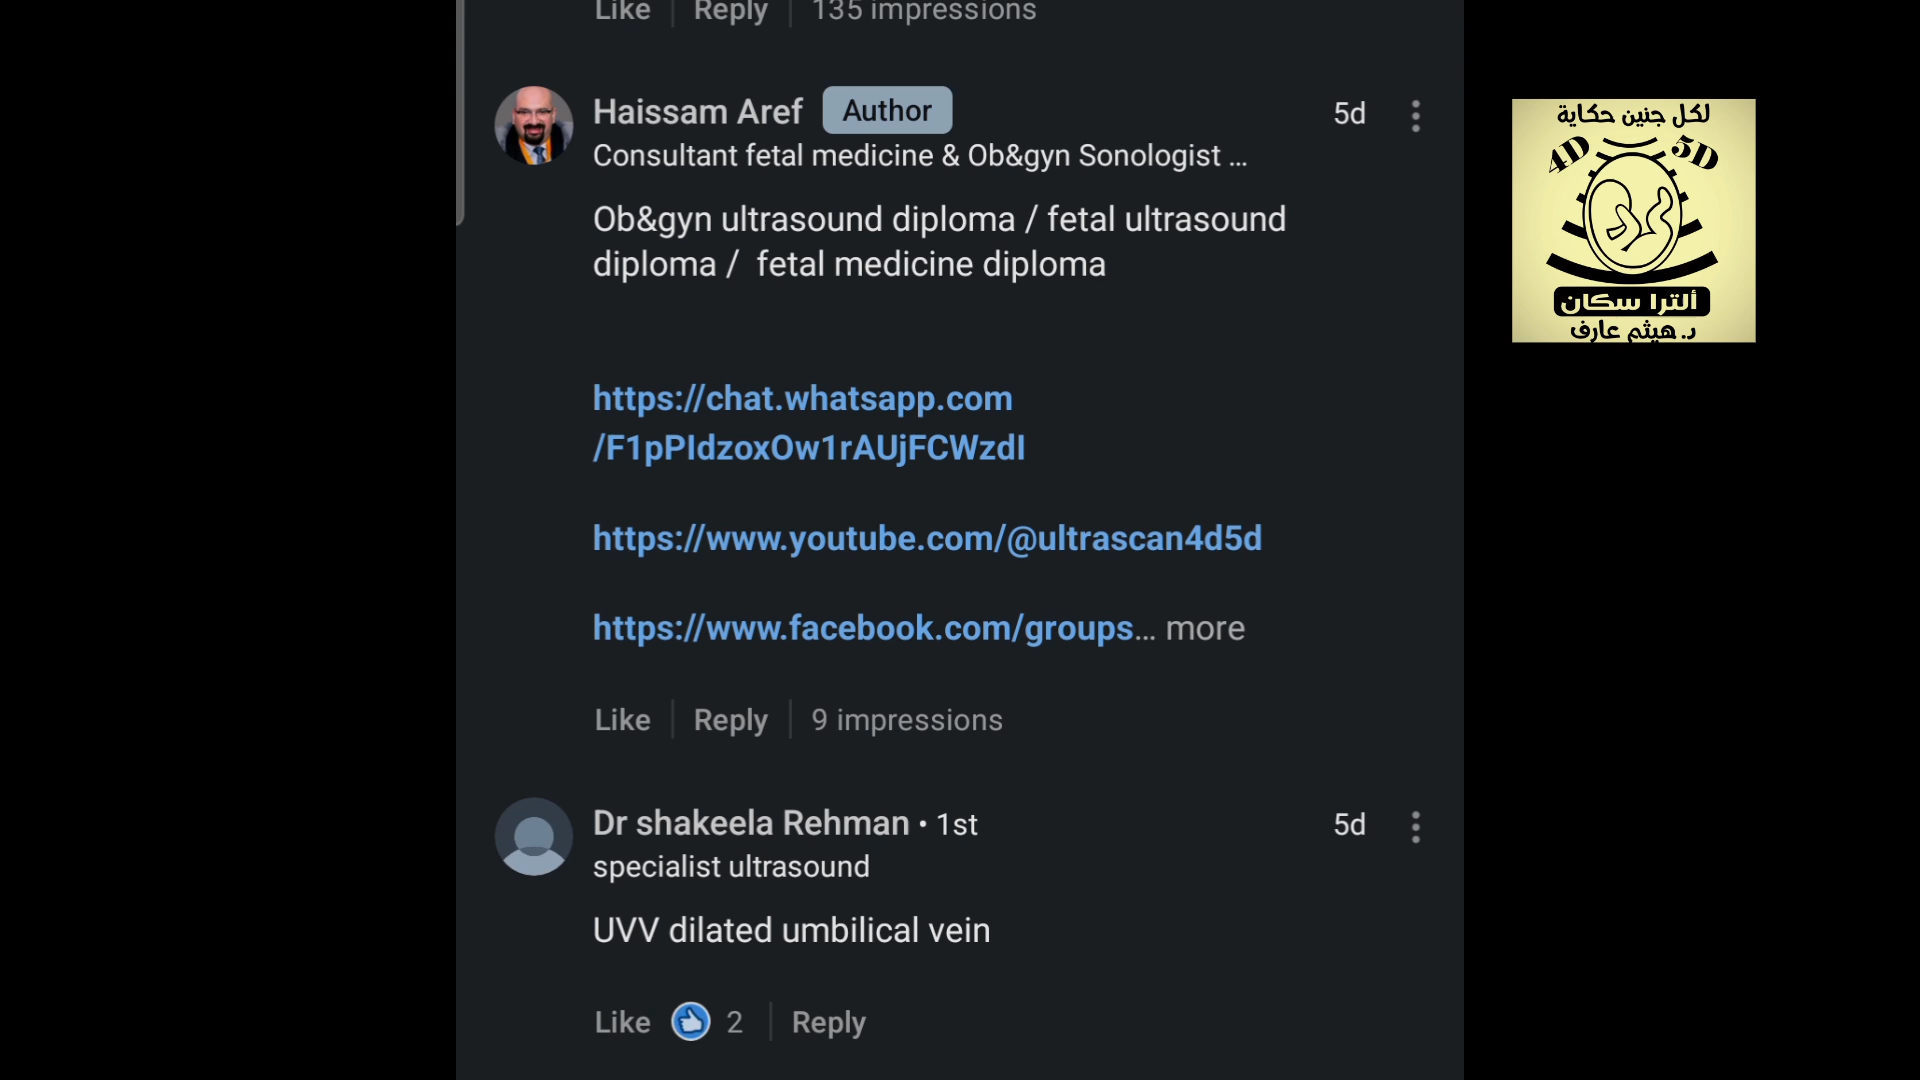 Like Reply 135 impressions
Haissam Aref Author 5d
Consultant fetal medicine & Ob&gyn Sonologist ...
Ob&gyn ultrasound diploma / fetal ultrasound
diploma / fetal medicine diploma
https://chat.whatsapp.com
/F1pPIdzoxOw1rAUjFCWzdI
https://www.youtube.com/@ultrascan4d5d
https://www.facebook.com/groups... more
Like Reply 9 impressions
Dr shakeela Rehman • 1st 5d
specialist ultrasound
UVV dilated umbilical vein
Like 2 Reply
لكل جنين حكاية
4D 5D
ألترا سكان
د. هيثم عارف